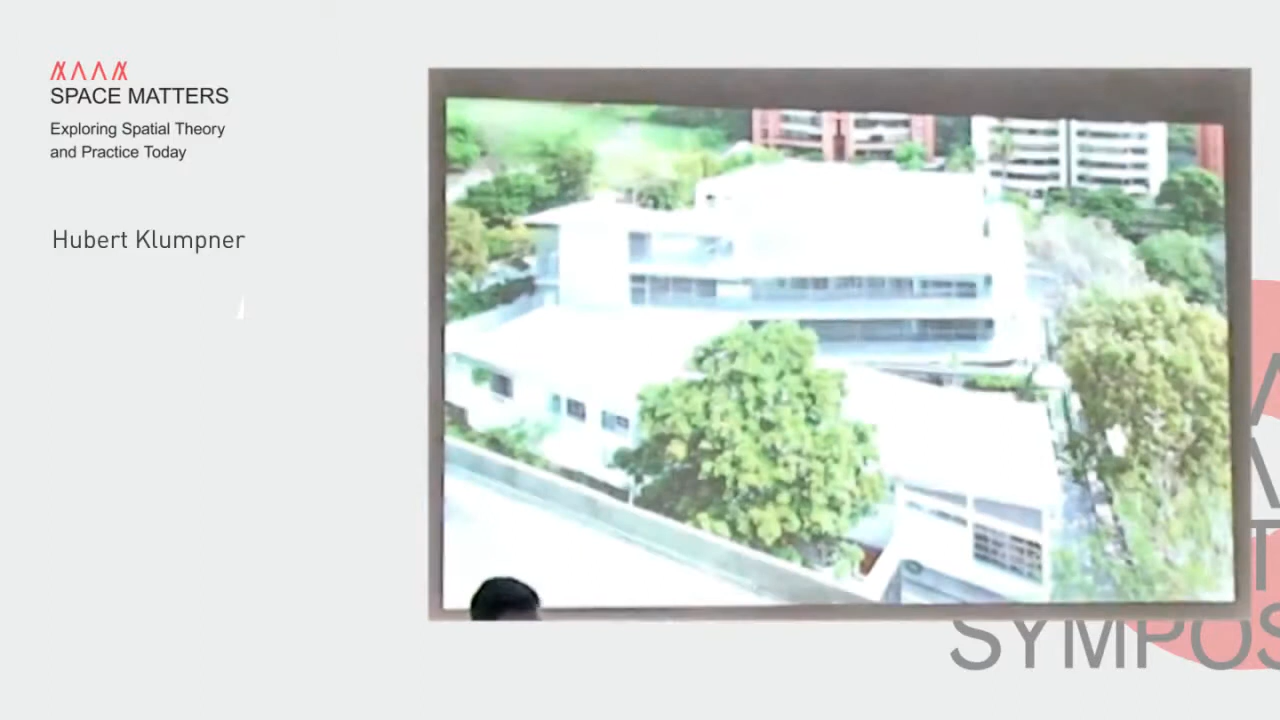 SPACE MATTERS
Exploring Spatial Theory
and Practice Today
Hubert Klumpner
SYMPOS